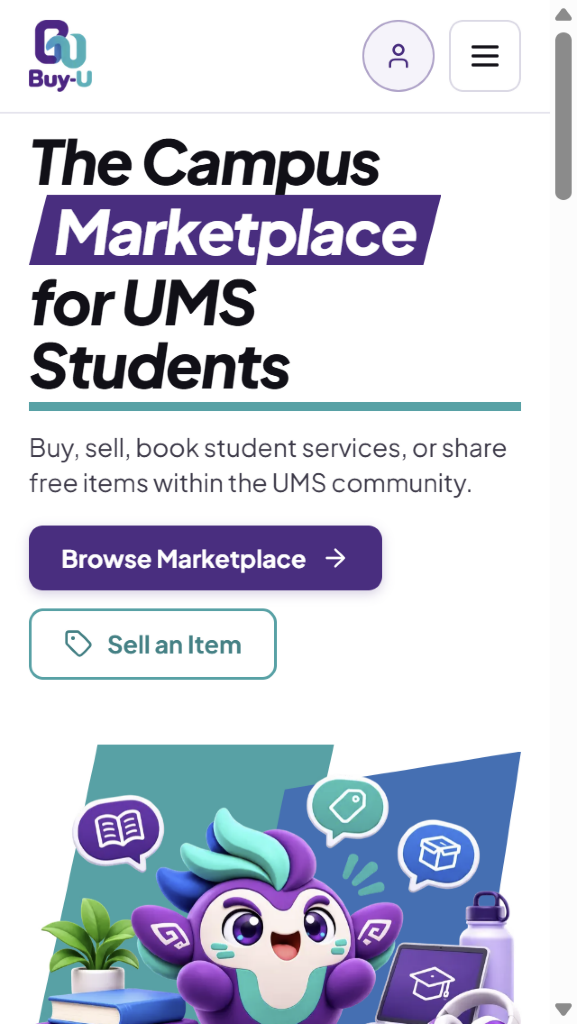 Buy-U
The Campus
Marketplace
for UMS
Students
Buy, sell, book student services, or share
free items within the UMS community.
Browse Marketplace
Sell an Item